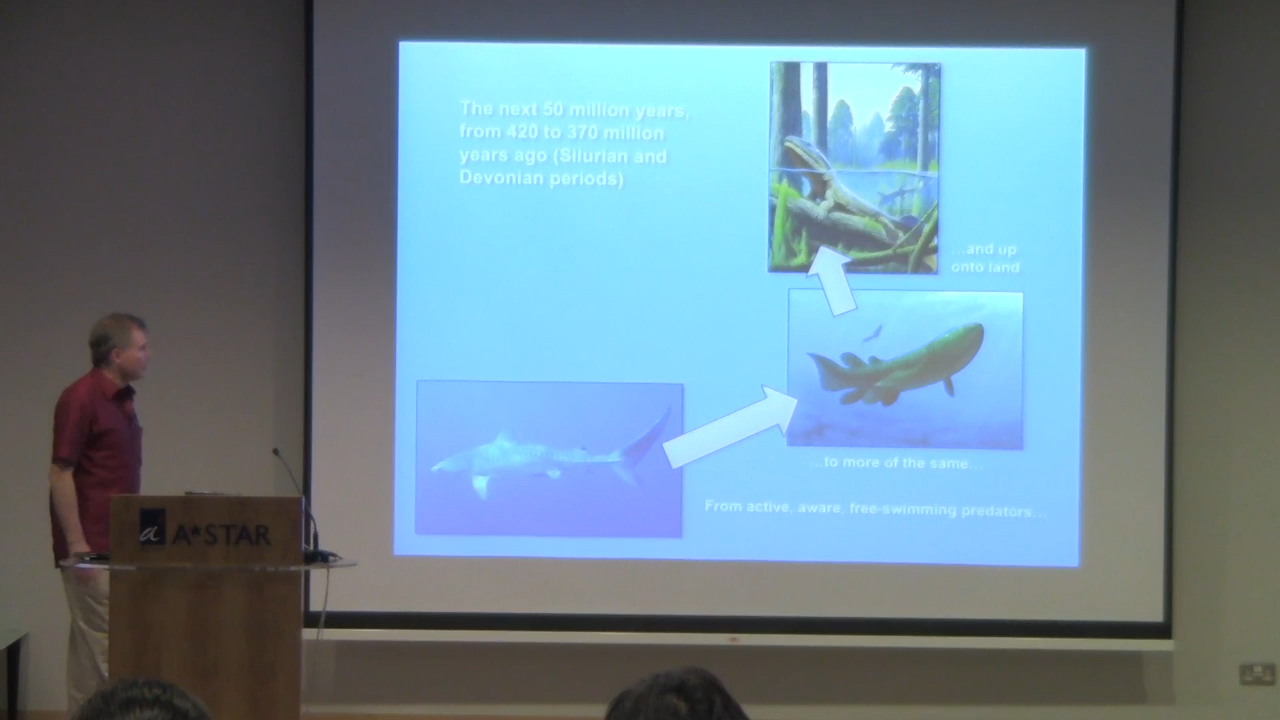 The next 50 million years,
from 420 to 370 million
years ago (Silurian and
Devonian periods)
...and up
onto land
...to more of the same...
From active, aware, free-swimming predators...
a A*STAR